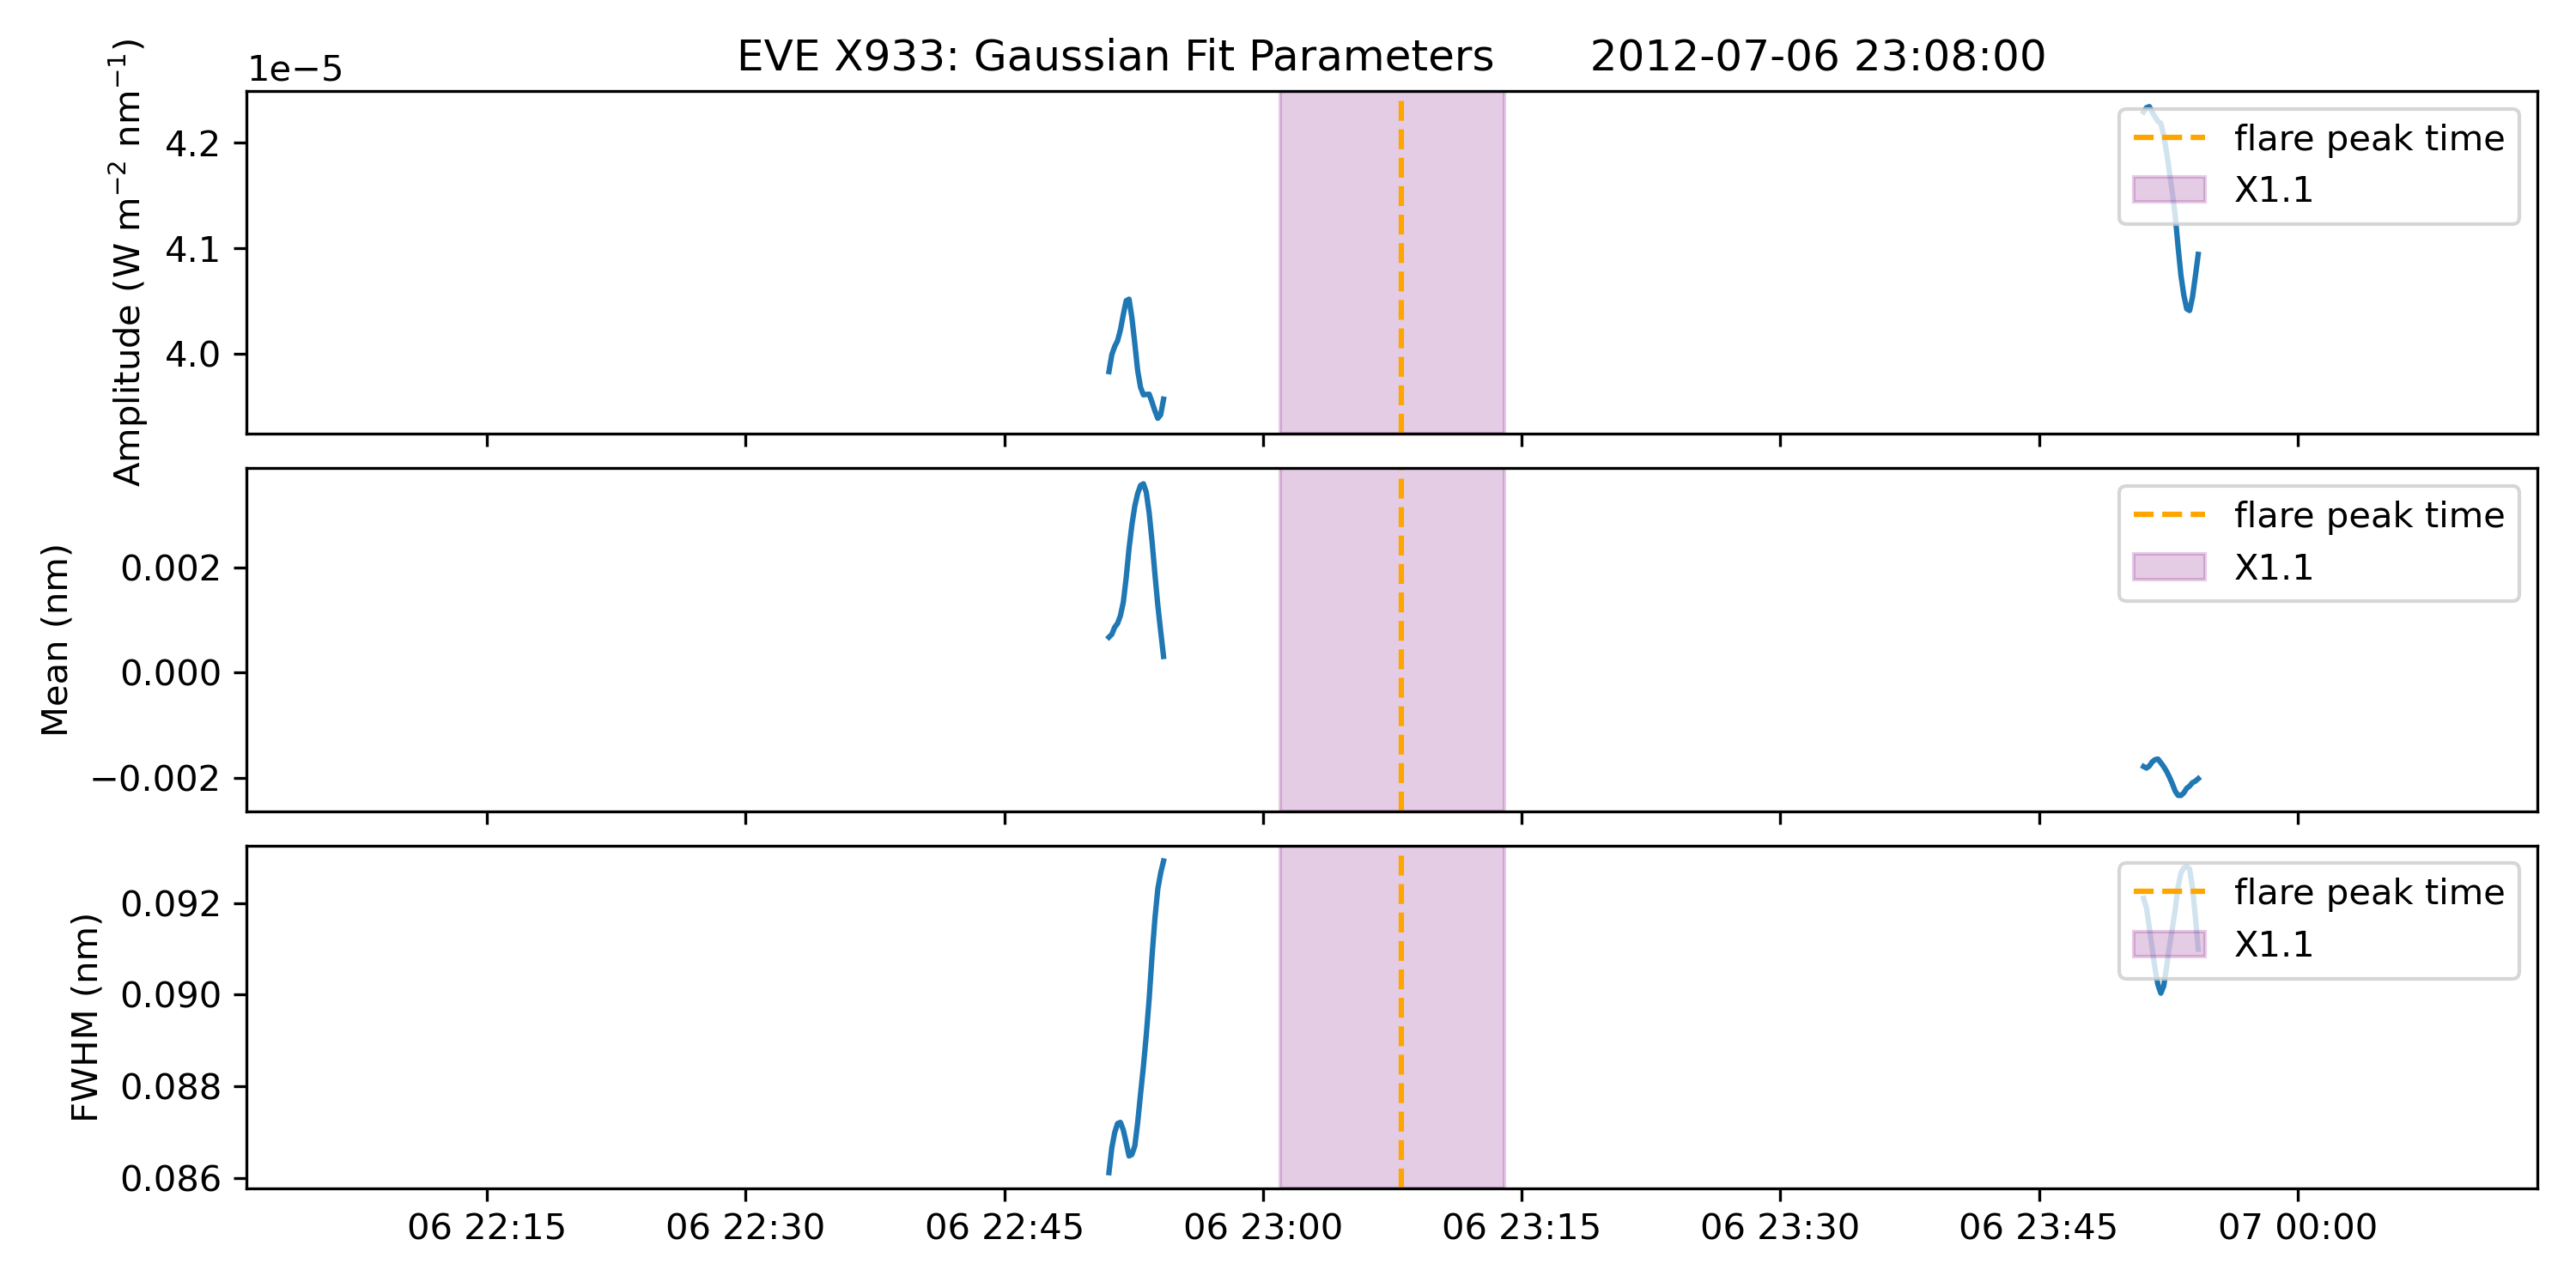 EVE X933: Gaussian Fit Parameters 2012-07-06 23:08:00
1e−5
Amplitude (W m⁻² nm⁻¹)
4.2
4.1
4.0
flare peak time
X1.1
Mean (nm)
0.002
0.000
−0.002
flare peak time
X1.1
FWHM (nm)
0.092
0.090
0.088
0.086
flare peak time
X1.1
06 22:15 06 22:30 06 22:45 06 23:00 06 23:15 06 23:30 06 23:45 07 00:00